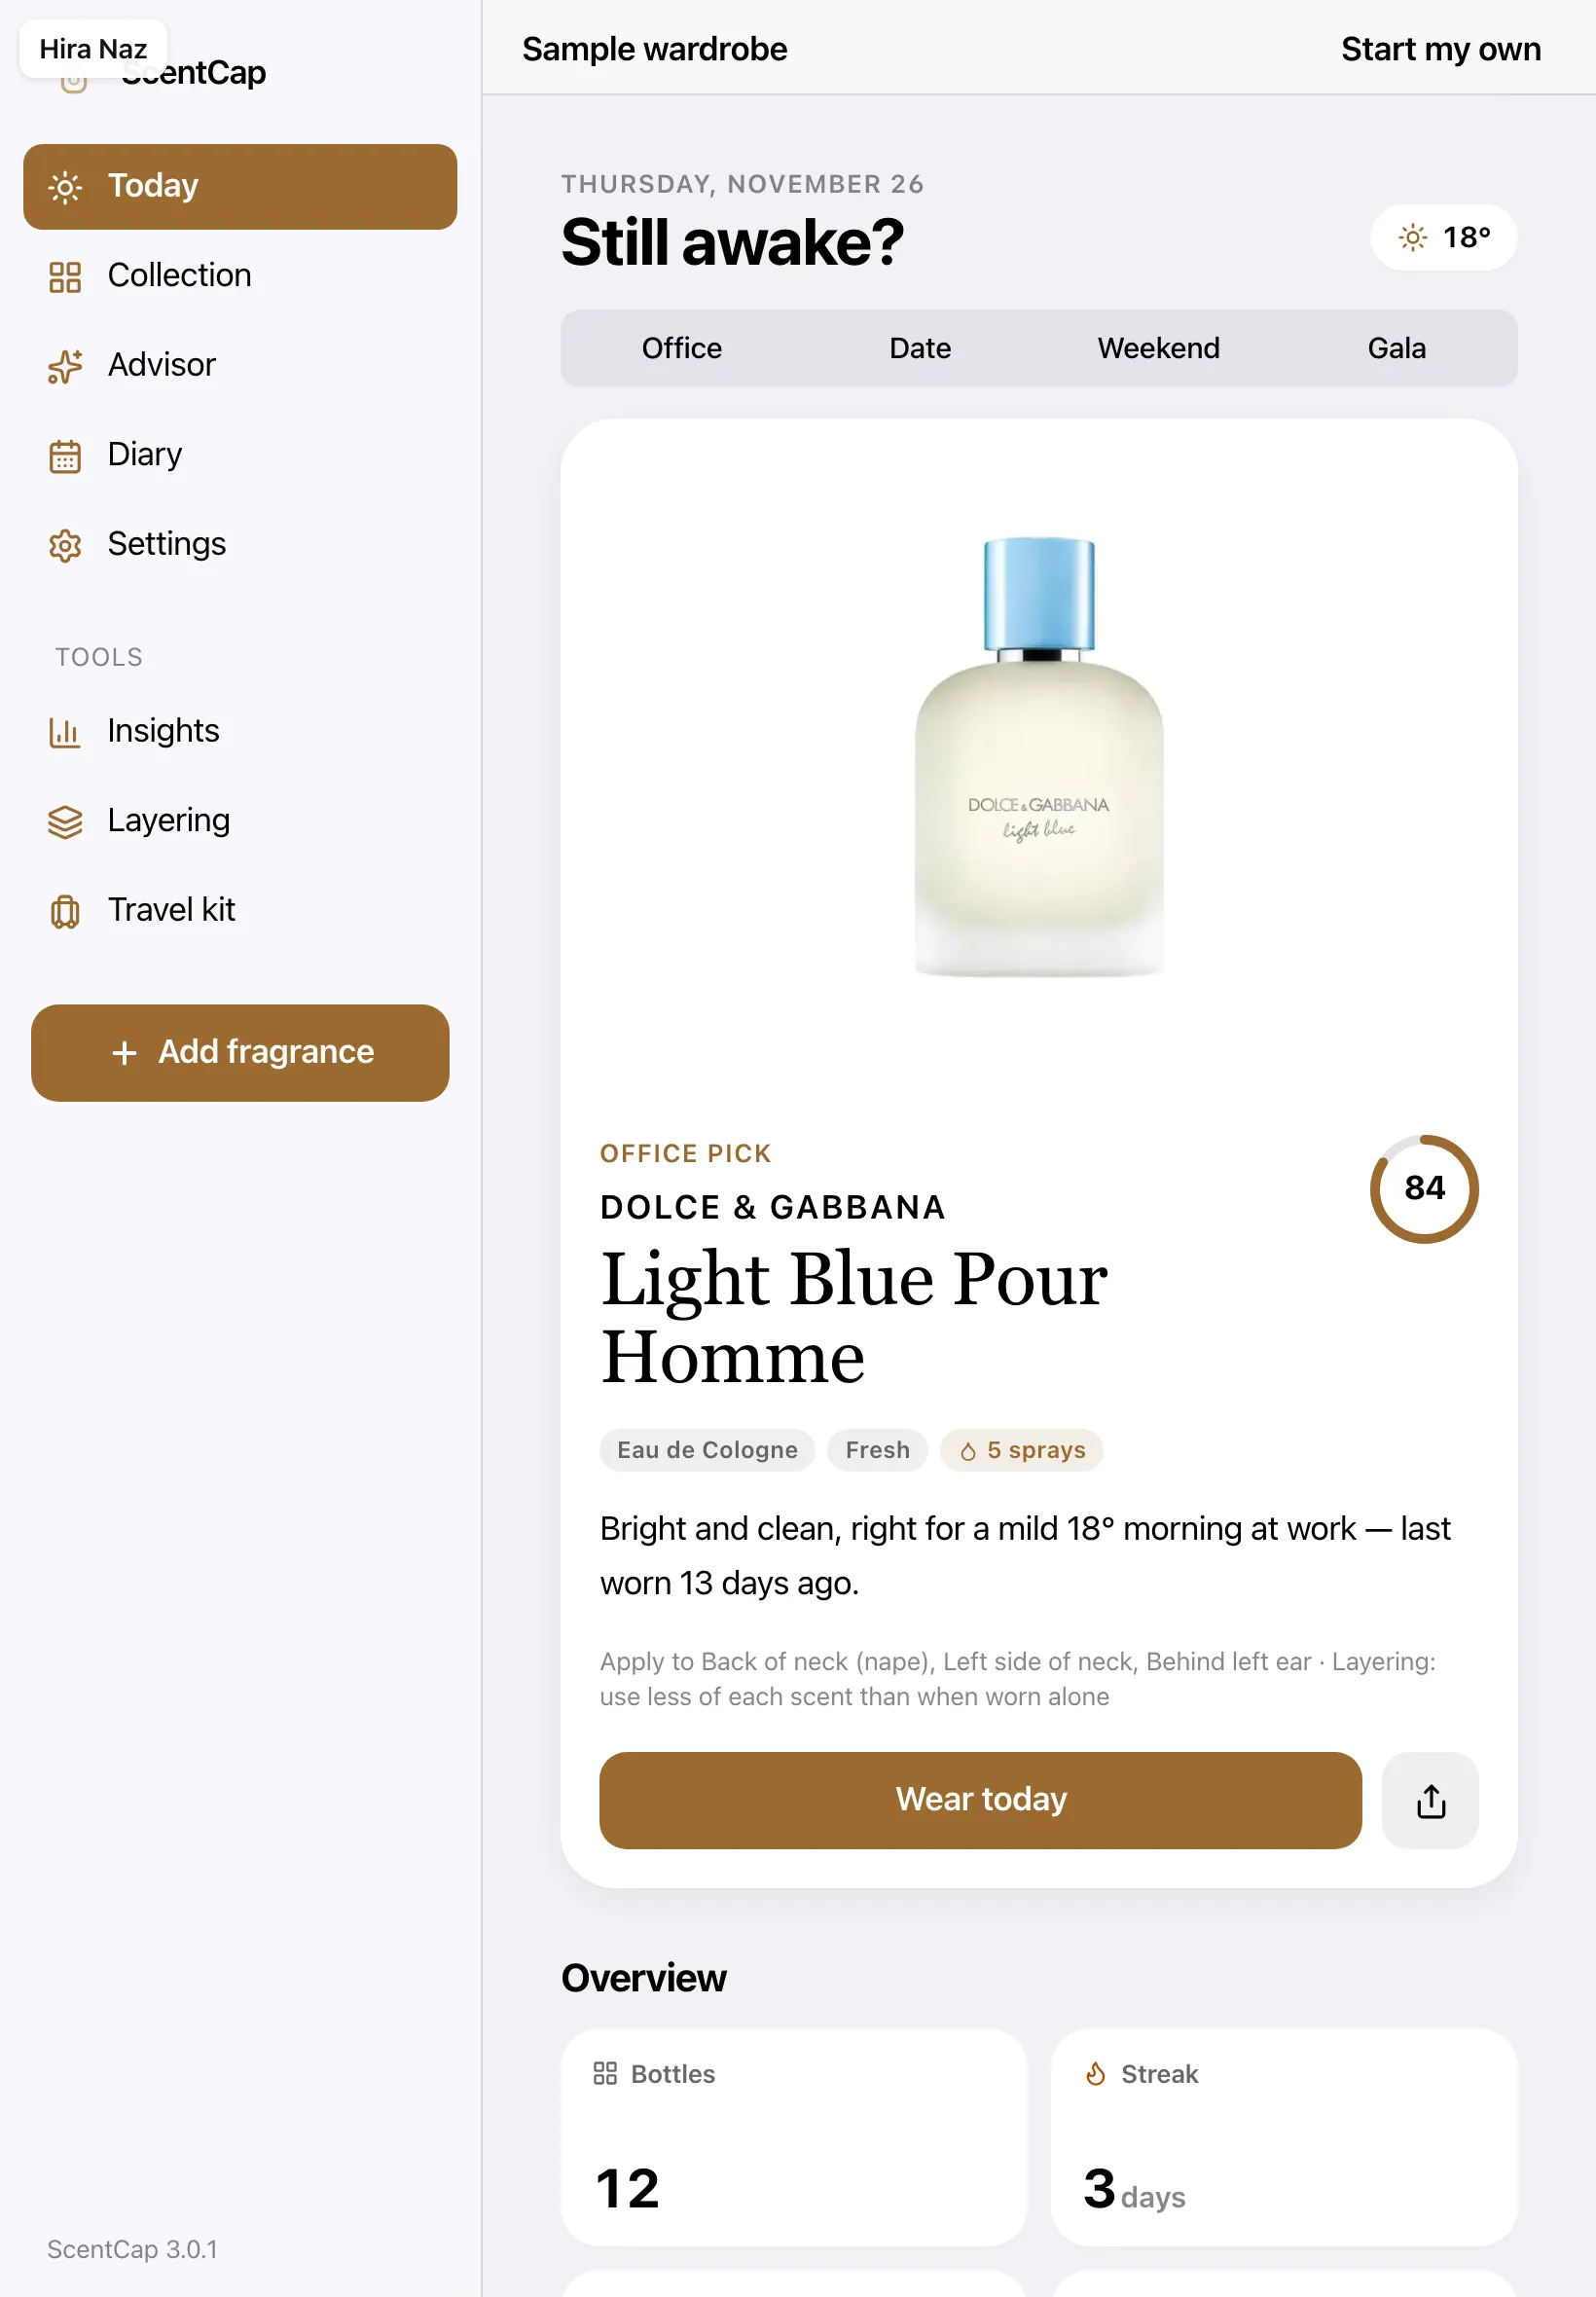 Hira Naz
ScentCap
Today
Collection
Advisor
Diary
Settings
TOOLS
Insights
Layering
Travel kit
Add fragrance
ScentCap 3.0.1
Sample wardrobe
Start my own
THURSDAY, NOVEMBER 26
Still awake?
18°
Office
Date
Weekend
Gala
DOLCE & GABBANA
light blue
OFFICE PICK
84
DOLCE & GABBANA
Light Blue Pour
Homme
Eau de Cologne
Fresh
5 sprays
Bright and clean, right for a mild 18° morning at work — last
worn 13 days ago.
Apply to Back of neck (nape), Left side of neck, Behind left ear · Layering:
use less of each scent than when worn alone
Wear today
Overview
Bottles
12
Streak
3 days